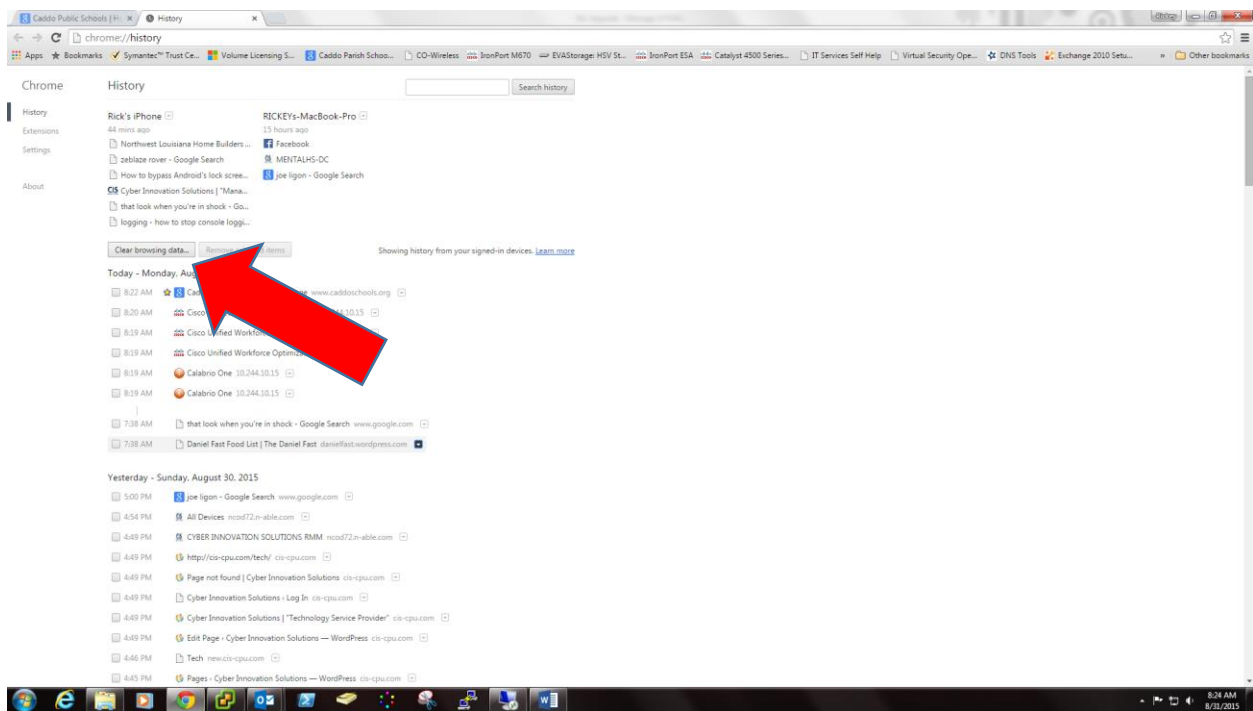 Caddo Public Schools | H
History
chrome://history
Apps Bookmarks Symantec™ Trust Ce... Volume Licensing S... Caddo Parish Schoo... CO-Wireless IronPort M670 EVAStorage: HSV St... IronPort ESA Catalyst 4500 Series... IT Services Self Help Virtual Security Ope... DNS Tools Exchange 2010 Setu... » Other bookmarks
Chrome
History
Extensions
Settings
About
History
Search history
Rick's iPhone
44 mins ago
Northwest Louisiana Home Builders ...
zeblaze rover - Google Search
How to bypass Android's lock scree...
CIS Cyber Innovation Solutions | "Mana...
that look when you're in shock - Go...
logging - how to stop console loggi...
RICKEYs-MacBook-Pro
15 hours ago
Facebook
MENTALHS-DC
joe ligon - Google Search
Clear browsing data... Remove items
Showing history from your signed-in devices. Learn more
Today - Monday, Aug
8:22 AM www.caddoschools.org
8:20 AM Cisco 10.15
8:19 AM Cisco Unified Workfo
8:19 AM Cisco Unified Workforce Optimiz
8:19 AM Calabrio One 10.244.10.15
8:19 AM Calabrio One 10.244.10.15
7:38 AM that look when you're in shock - Google Search www.google.com
7:38 AM Daniel Fast Food List | The Daniel Fast danielfast.wordpress.com
Yesterday - Sunday, August 30, 2015
5:00 PM joe ligon - Google Search www.google.com
4:54 PM All Devices ncod72.n-able.com
4:49 PM CYBER INNOVATION SOLUTIONS RMM ncod72.n-able.com
4:49 PM http://cis-cpu.com/tech/ cis-cpu.com
4:49 PM Page not found | Cyber Innovation Solutions cis-cpu.com
4:49 PM Cyber Innovation Solutions › Log In cis-cpu.com
4:49 PM Cyber Innovation Solutions | "Technology Service Provider" cis-cpu.com
4:49 PM Edit Page ‹ Cyber Innovation Solutions — WordPress cis-cpu.com
4:46 PM Tech new.cis-cpu.com
4:45 PM Pages ‹ Cyber Innovation Solutions — WordPress cis-cpu.com
8:24 AM
8/31/2015